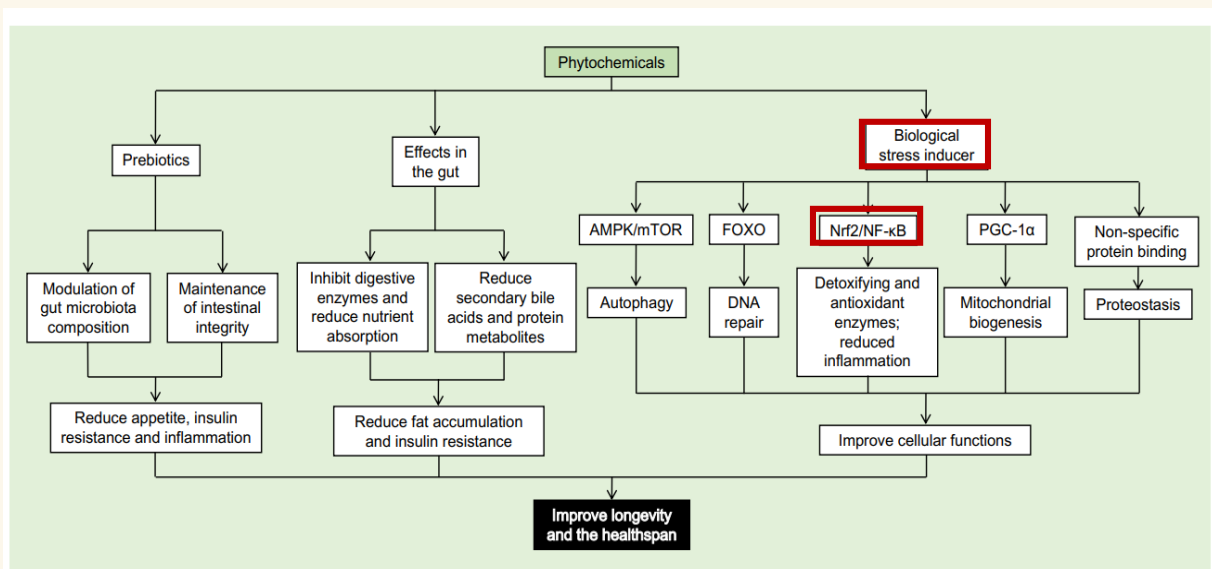 Phytochemicals
Prebiotics
Effects in
the gut
Biological
stress inducer
AMPK/mTOR
FOXO
Nrf2/NF-κB
PGC-1α
Non-specific
protein binding
Modulation of
gut microbiota
composition
Maintenance
of intestinal
integrity
Inhibit digestive
enzymes and
reduce nutrient
absorption
Reduce
secondary bile
acids and protein
metabolites
Autophagy
DNA
repair
Detoxifying and
antioxidant
enzymes;
reduced
inflammation
Mitochondrial
biogenesis
Proteostasis
Reduce appetite, insulin
resistance and inflammation
Reduce fat accumulation
and insulin resistance
Improve cellular functions
Improve longevity
and the healthspan